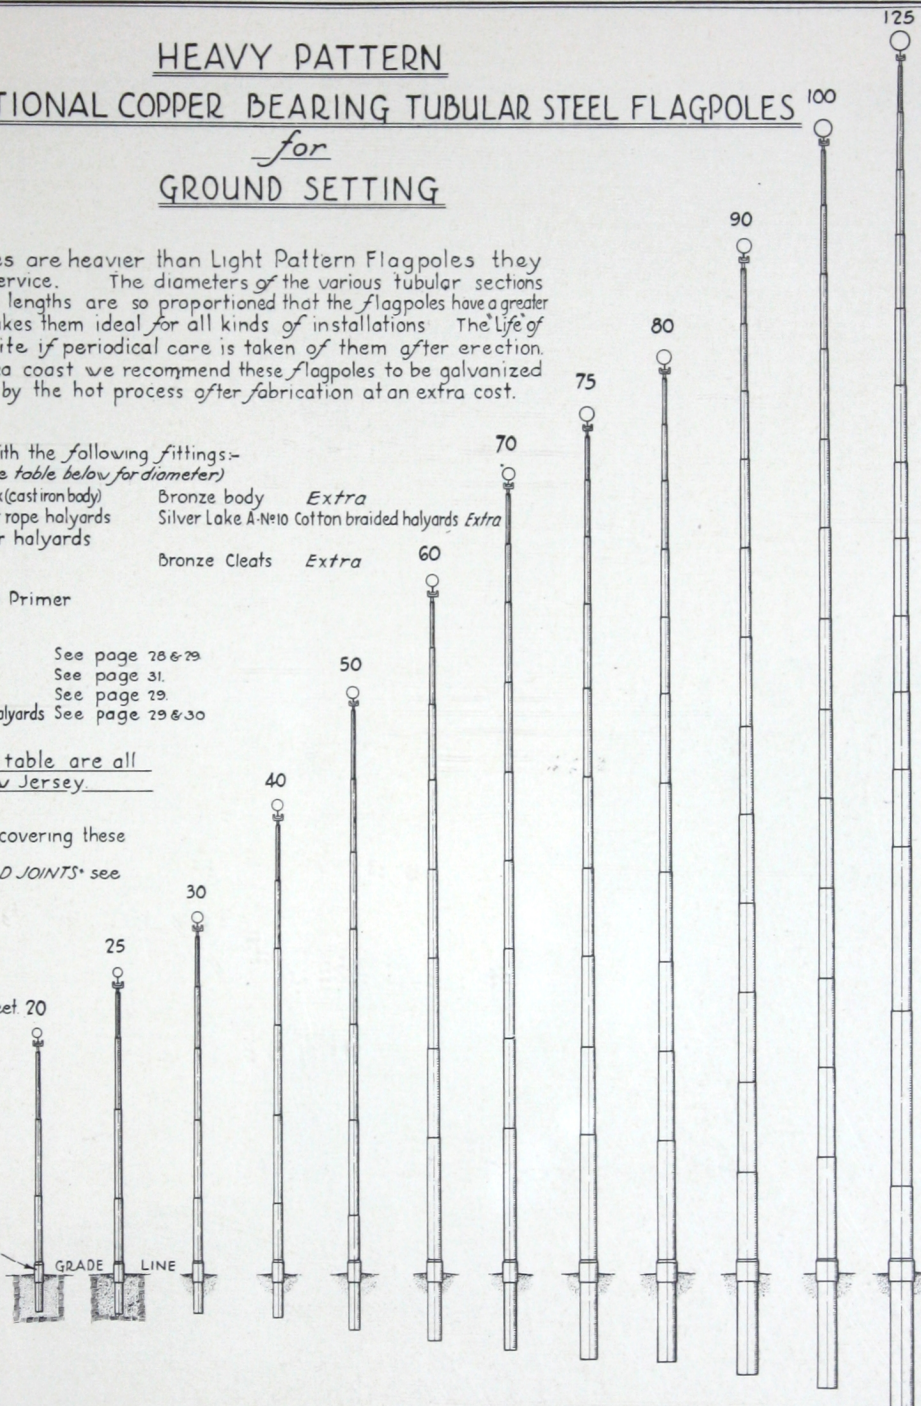 HEAVY PATTERN
TIONAL COPPER BEARING TUBULAR STEEL FLAGPOLES
for
GROUND SETTING
es are heavier than Light Pattern Flagpoles they
ervice. The diameters of the various tubular sections
lengths are so proportioned that the flagpoles have a greater
akes them ideal for all kinds of installations The "Life" of
ite if periodical care is taken of them after erection.
a coast we recommend these flagpoles to be galvanized
by the hot process after fabrication at an extra cost.
ith the following fittings:-
e table below for diameter)
k (cast iron body) Bronze body Extra
rope halyards Silver Lake A-No10 Cotton braided halyards Extra
r halyards
Bronze Cleats Extra
Primer
See page 28 & 29
See page 31.
See page 29.
alyards See page 29 & 30
table are all
w Jersey.
covering these
D JOINTS" see
eet. 20
25
30
40
50
60
70
75
80
90
100
125
GRADE LINE